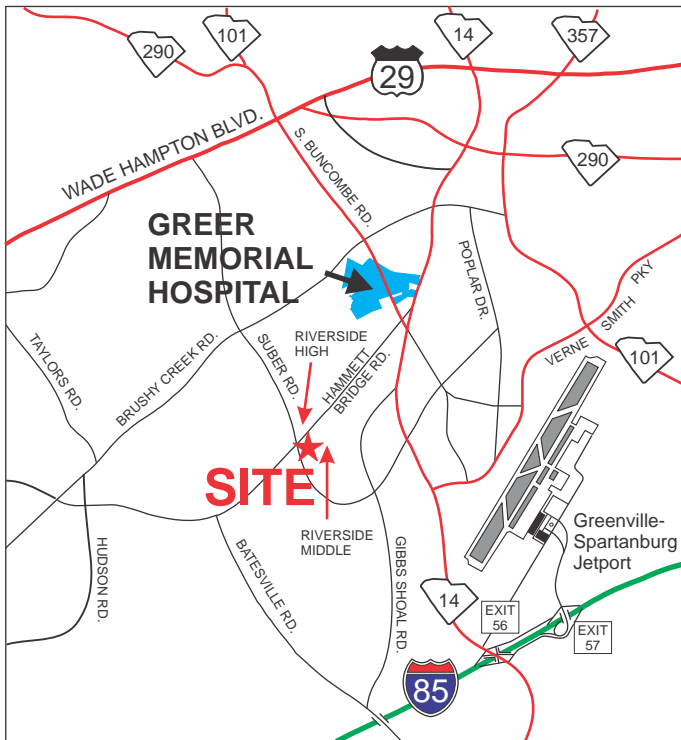 101
14
357
290
29
WADE HAMPTON BLVD.
S. BUNCOMBE RD.
290
GREER
MEMORIAL
HOSPITAL
POPLAR DR.
VERNE SMITH PKY
101
TAYLORS RD.
BRUSHY CREEK RD.
SUBER RD.
RIVERSIDE
HIGH
HAMMETT
BRIDGE RD.
SITE
RIVERSIDE
MIDDLE
HUDSON RD.
BATESVILLE RD.
GIBBS SHOAL RD.
Greenville-
Spartanburg
Jetport
14
EXIT
56
EXIT
57
85